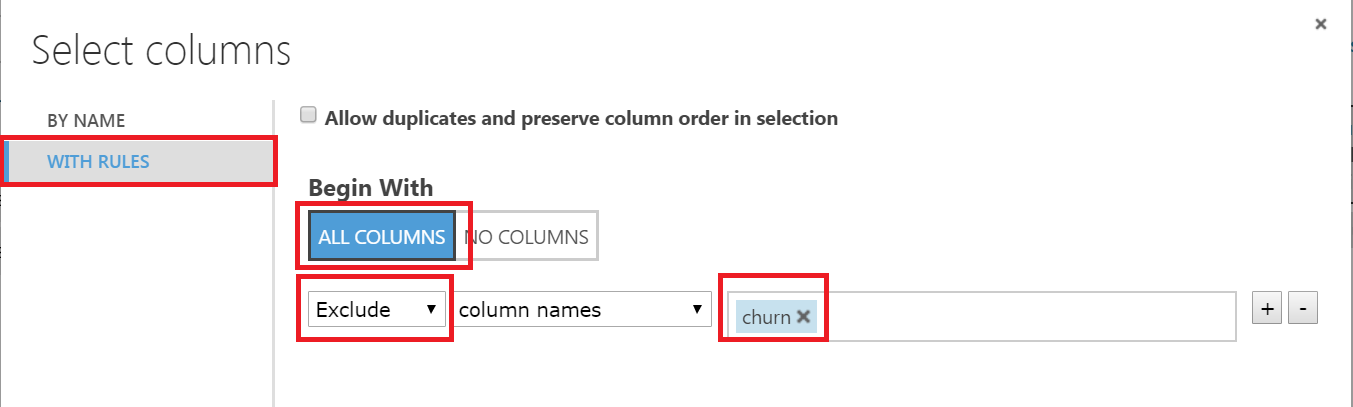 Select columns
BY NAME
WITH RULES
Allow duplicates and preserve column order in selection
Begin With
ALL COLUMNS NO COLUMNS
Exclude column names churn + -